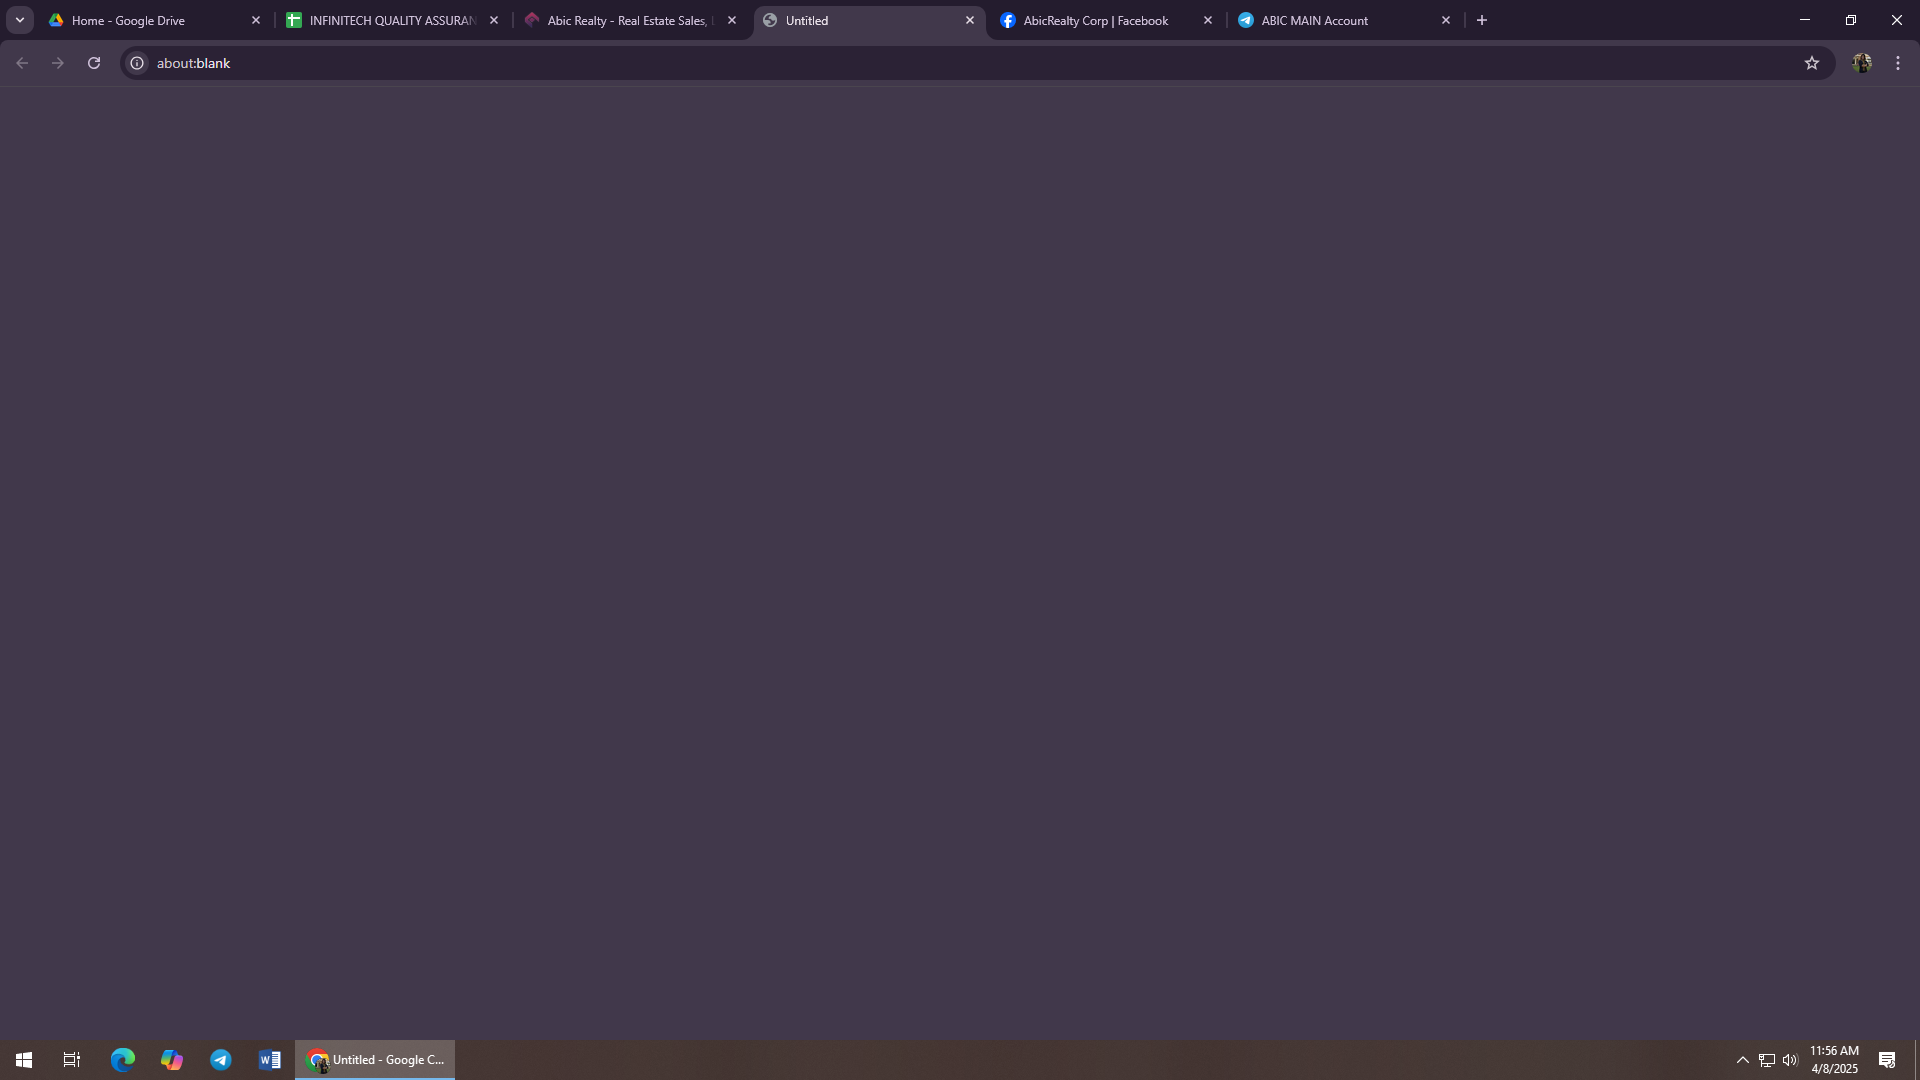 Home - Google Drive
INFINITECH QUALITY ASSURAN
Abic Realty - Real Estate Sales,
Untitled
AbicRealty Corp | Facebook
ABIC MAIN Account
about:blank
Untitled - Google C...
11:56 AM
4/8/2025